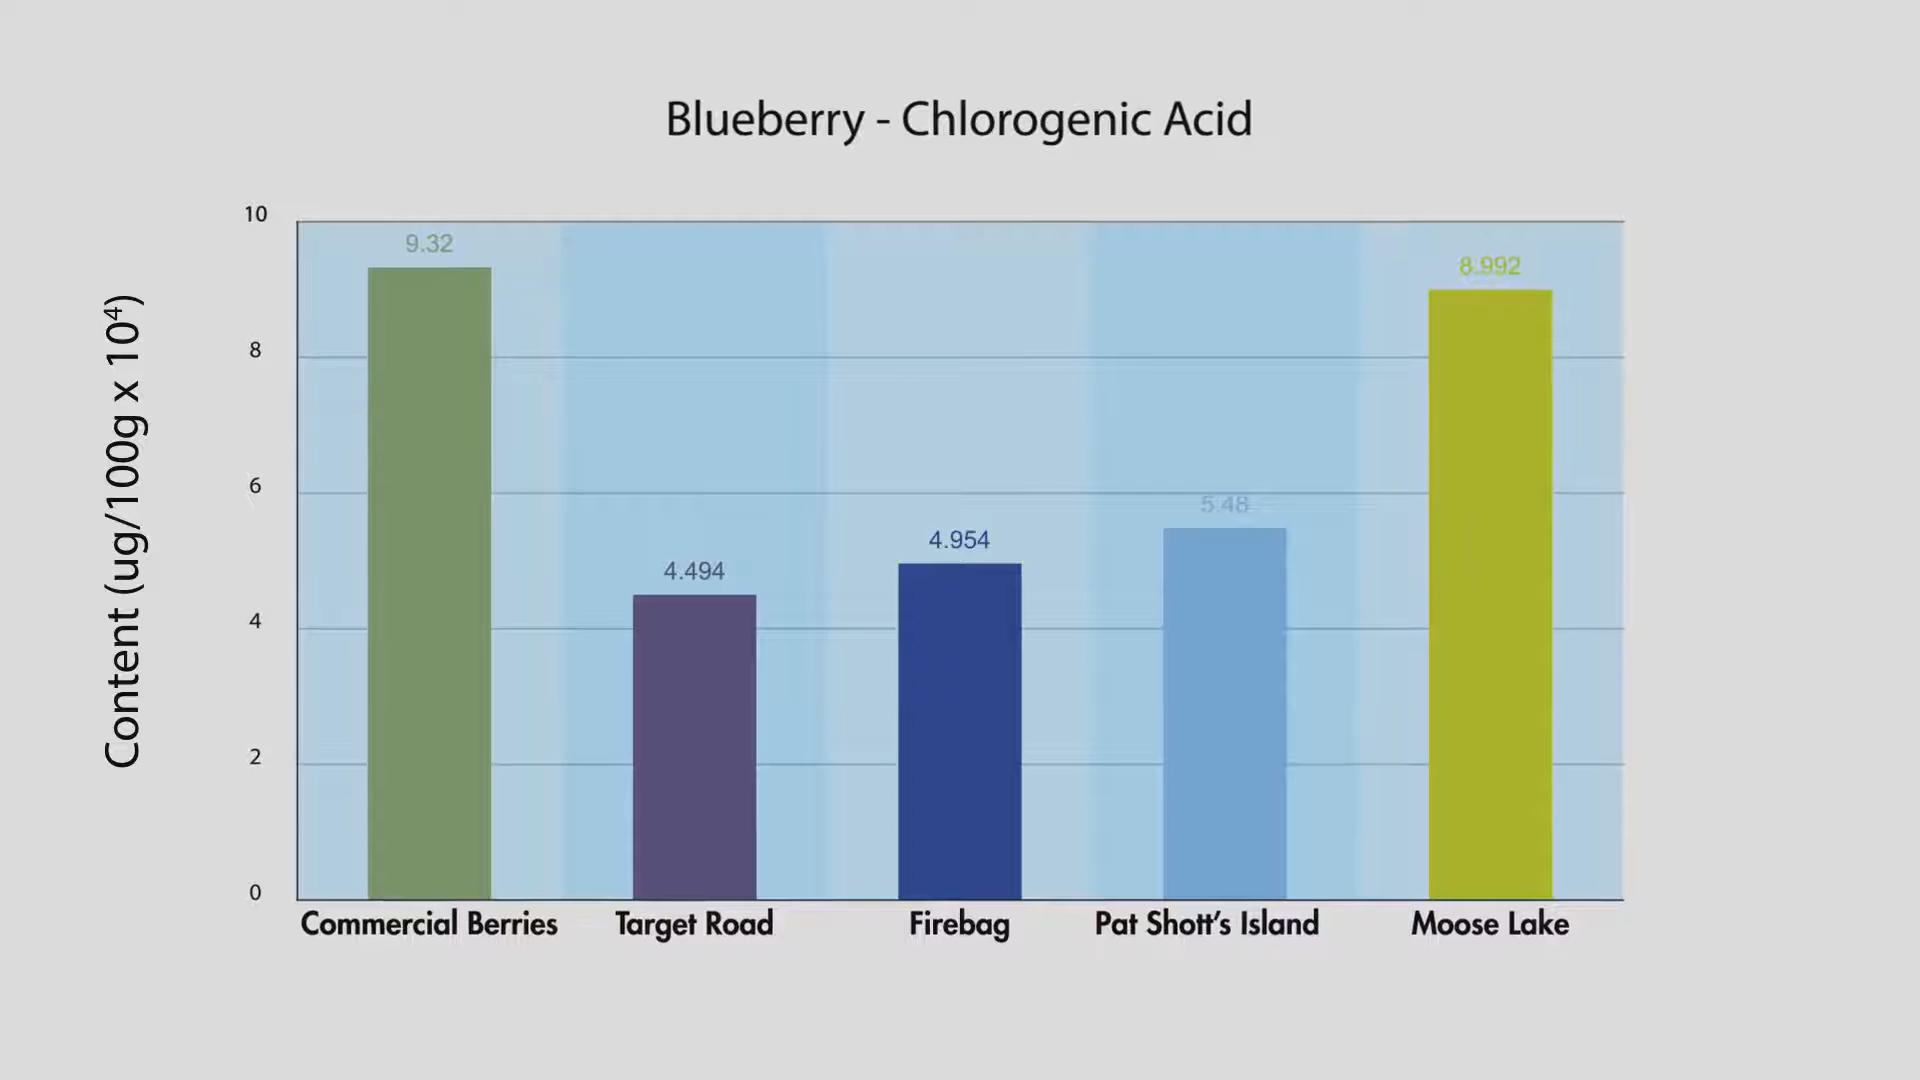 Blueberry - Chlorogenic Acid
Content (ug/100g x 10⁴)
10
8
6
4
2
0
9.32
4.494
4.954
5.48
8.992
Commercial Berries
Target Road
Firebag
Pat Shott's Island
Moose Lake